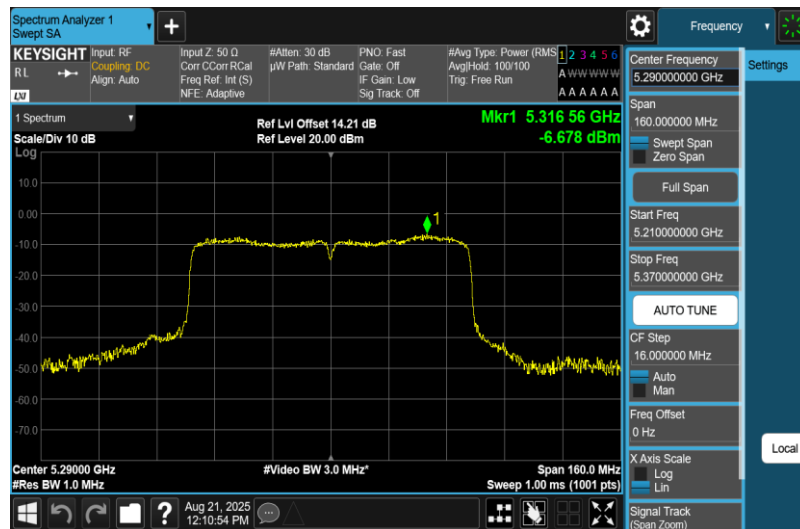 Spectrum Analyzer 1
Swept SA
+
Frequency
KEYSIGHT
RL
LXI
Input: RF
Coupling: DC
Align: Auto
Input Z: 50 Ω
Corr CCorr RCal
Freq Ref: Int (S)
NFE: Adaptive
#Atten: 30 dB
µW Path: Standard
PNO: Fast
Gate: Off
IF Gain: Low
Sig Track: Off
#Avg Type: Power (RMS
Avg|Hold: 100/100
Trig: Free Run
1 2 3 4 5 6
A W W W W W
A A A A A A
1 Spectrum
Scale/Div 10 dB
Log
Ref Lvl Offset 14.21 dB
Ref Level 20.00 dBm
Mkr1 5.316 56 GHz
-6.678 dBm
10.0
0.00
-10.0
-20.0
-30.0
-40.0
-50.0
-60.0
-70.0
1
Center 5.29000 GHz
#Res BW 1.0 MHz
#Video BW 3.0 MHz*
Span 160.0 MHz
Sweep 1.00 ms (1001 pts)
Center Frequency
5.290000000 GHz
Span
160.000000 MHz
Swept Span
Zero Span
Full Span
Start Freq
5.210000000 GHz
Stop Freq
5.370000000 GHz
AUTO TUNE
CF Step
16.000000 MHz
Auto
Man
Freq Offset
0 Hz
X Axis Scale
Log
Lin
Signal Track
(Span Zoom)
Settings
Local
?
Aug 21, 2025
12:10:54 PM